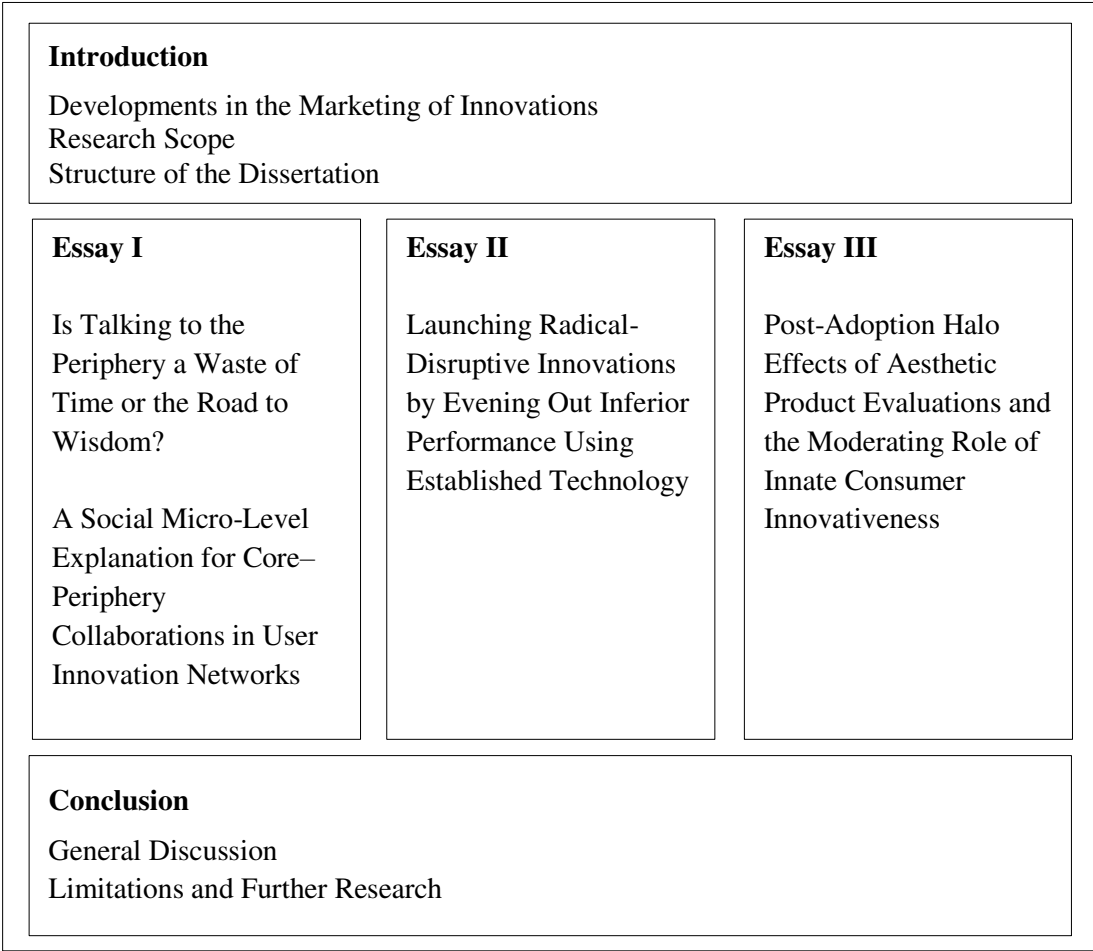 Introduction
Developments in the Marketing of Innovations
Research Scope
Structure of the Dissertation
Essay I
Is Talking to the
Periphery a Waste of
Time or the Road to
Wisdom?
A Social Micro-Level
Explanation for Core–
Periphery
Collaborations in User
Innovation Networks
Essay II
Launching Radical-
Disruptive Innovations
by Evening Out Inferior
Performance Using
Established Technology
Essay III
Post-Adoption Halo
Effects of Aesthetic
Product Evaluations and
the Moderating Role of
Innate Consumer
Innovativeness
Conclusion
General Discussion
Limitations and Further Research